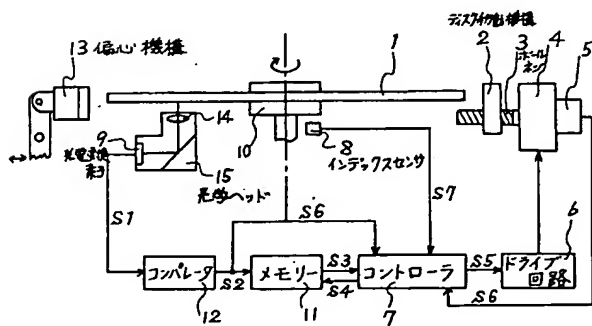 13 偏心機構
ディスク移動機構
1
2
3 ボールネジ
4
5
9
光電変換素子
14
15
光学ヘッド
10
8
インデックスセンサ
S1
S6
S7
コンパレータ
12
S2
メモリー
11
S3
S4
コントローラ
7
S5
S6
ドライブ回路
6